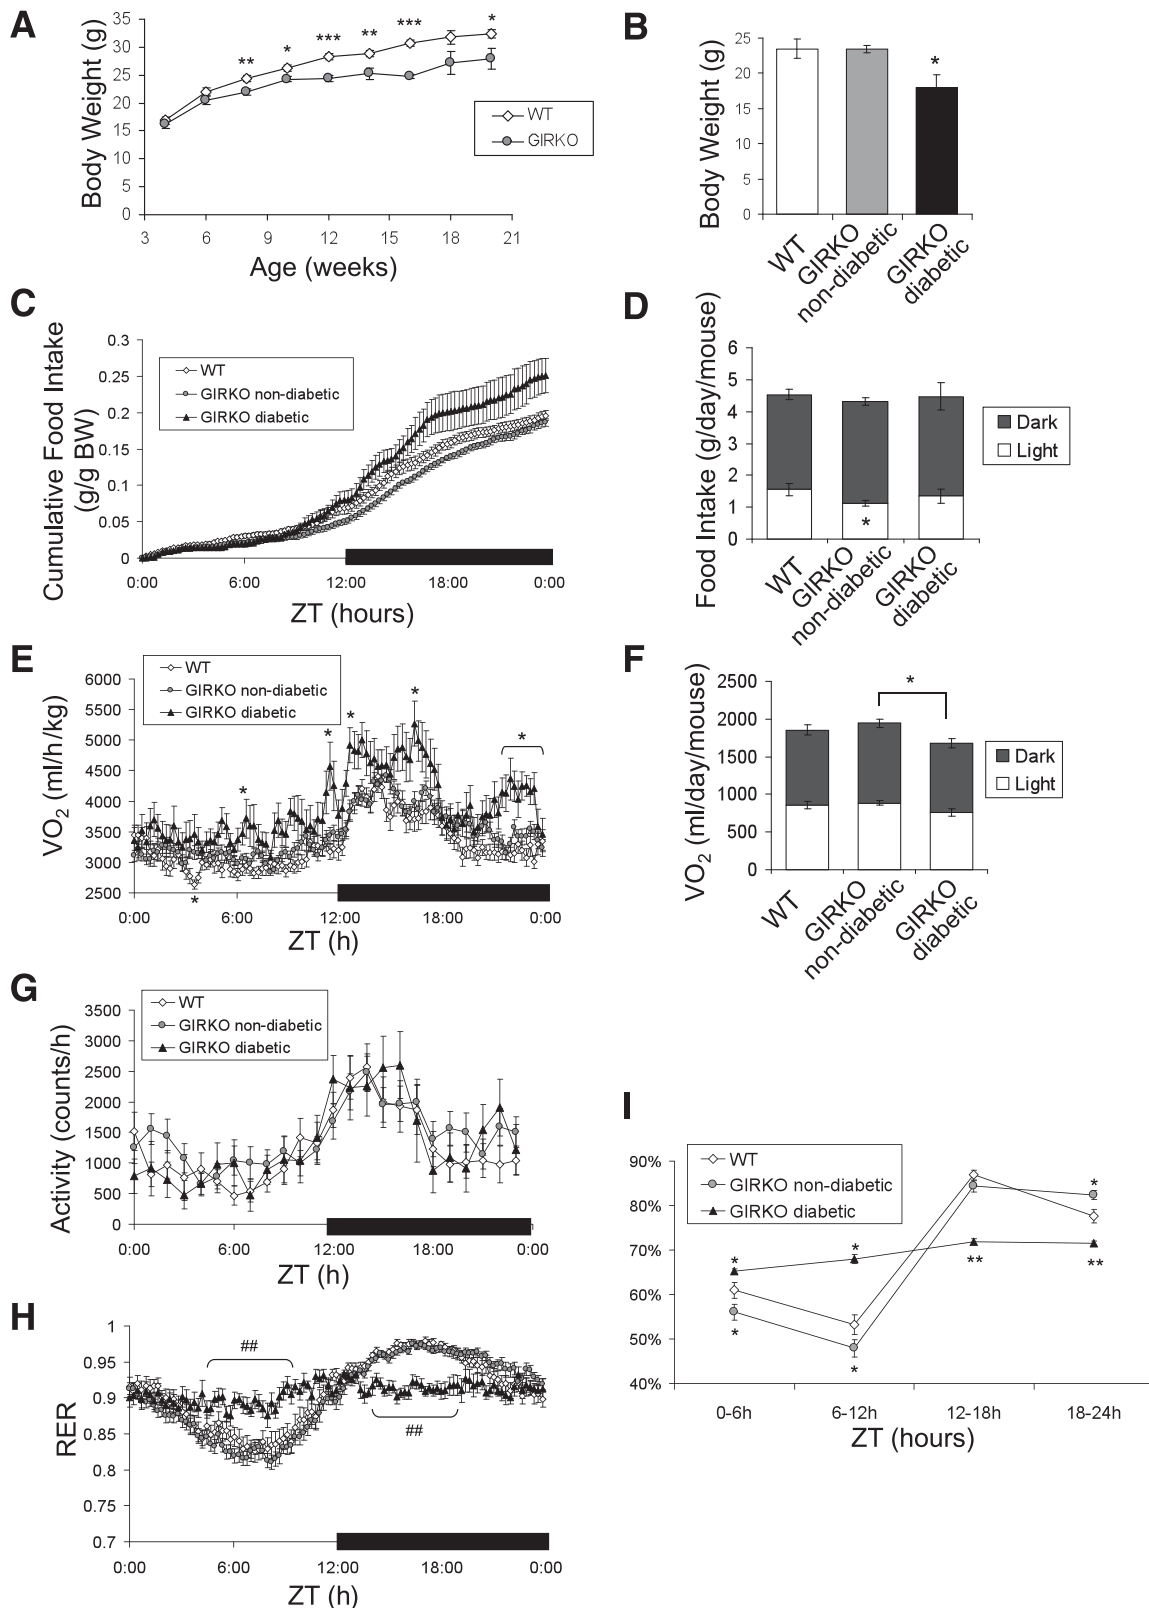 A
Body Weight (g)
35
30
25
20
15
10
5
0
** * *** ** *** *
WT
GIRKO
3 6 9 12 15 18 21
Age (weeks)
B
Body Weight (g)
25
20
15
10
5
0
*
WT
GIRKO
non-diabetic
GIRKO
diabetic
C
Cumulative Food Intake
(g/g BW)
0.3
0.25
0.2
0.15
0.1
0.05
0
WT
GIRKO non-diabetic
GIRKO diabetic
0:00 6:00 12:00 18:00 0:00
ZT (hours)
D
Food Intake (g/day/mouse)
6
5
4
3
2
1
0
*
Dark
Light
WT
GIRKO
non-diabetic
GIRKO
diabetic
E
VO2 (ml/h/kg)
6000
5500
5000
4500
4000
3500
3000
2500
WT
GIRKO non-diabetic
GIRKO diabetic
* * * * * *
0:00 6:00 12:00 18:00 0:00
ZT (h)
F
VO2 (ml/day/mouse)
2500
2000
1500
1000
500
0
*
Dark
Light
WT
GIRKO
non-diabetic
GIRKO
diabetic
G
Activity (counts/h)
3500
3000
2500
2000
1500
1000
500
0
WT
GIRKO non-diabetic
GIRKO diabetic
0:00 6:00 12:00 18:00 0:00
ZT (h)
H
RER
1
0.95
0.9
0.85
0.8
0.75
0.7
##
##
0:00 6:00 12:00 18:00 0:00
ZT (h)
I
90%
80%
70%
60%
50%
40%
WT
GIRKO non-diabetic
GIRKO diabetic
* * *
** **
* *
0-6h 6-12h 12-18h 18-24h
ZT (hours)